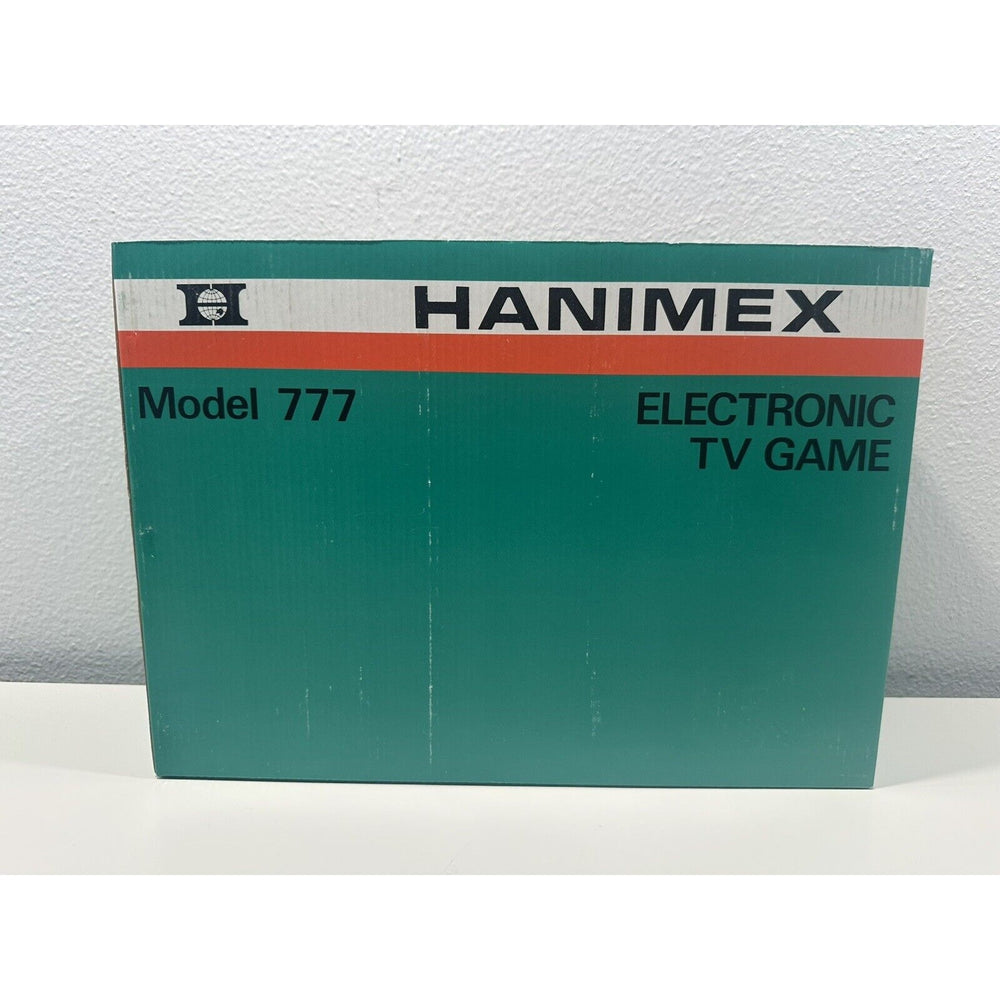 H HANIMEX
Model 777
ELECTRONIC
TV GAME